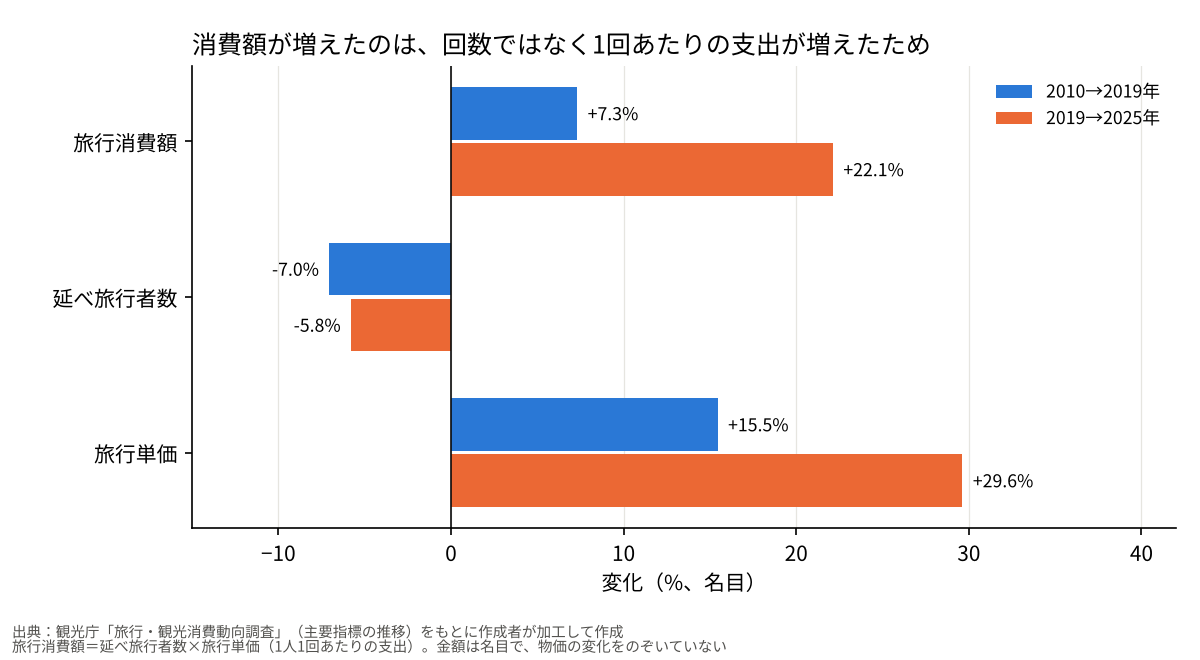 消費額が増えたのは、回数ではなく1回あたりの支出が増えたため
2010→2019年
2019→2025年
旅行消費額
+7.3%
+22.1%
延べ旅行者数
-7.0%
-5.8%
旅行単価
+15.5%
+29.6%
−10 0 10 20 30 40
変化（%、名目）
出典：観光庁「旅行・観光消費動向調査」（主要指標の推移）をもとに作成者が加工して作成
旅行消費額＝延べ旅行者数×旅行単価（1人1回あたりの支出）。金額は名目で、物価の変化をのぞいていない